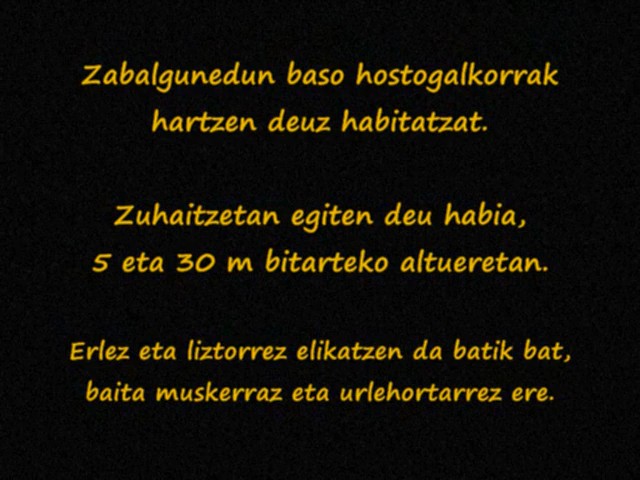 Zabalgunedun baso hostogalkorrak
hartzen deuz habitatzat.
Zuhaitzetan egiten deu habia,
5 eta 30 m bitarteko altueretan.
Erlez eta liztorrez elikatzen da batik bat,
baita muskerraz eta urlehortarrez ere.